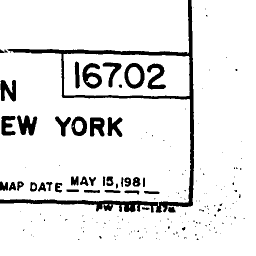 167.02
N
EW YORK
MAP DATE MAY 15, 1981